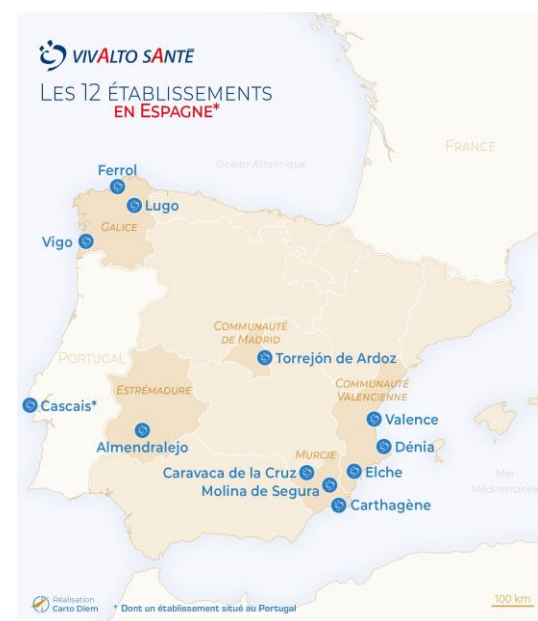 VIVALTO SANTÉ
LES 12 ÉTABLISSEMENTS
EN ESPAGNE*
Océan Atlantique
FRANCE
Ferrol
Lugo
GALICE
Vigo
COMMUNAUTÉ
DE MADRID
Torrejón de Ardoz
PORTUGAL
ESTRÉMADURE
COMMUNAUTÉ
VALENCIENNE
Cascais*
Valence
Almendralejo
Dénia
MURCIE
Caravaca de la Cruz
Elche
Molina de Segura
Mer
Méditerranée
Carthagène
Réalisation
Carto Diem
* Dont un établissement situé au Portugal
100 km